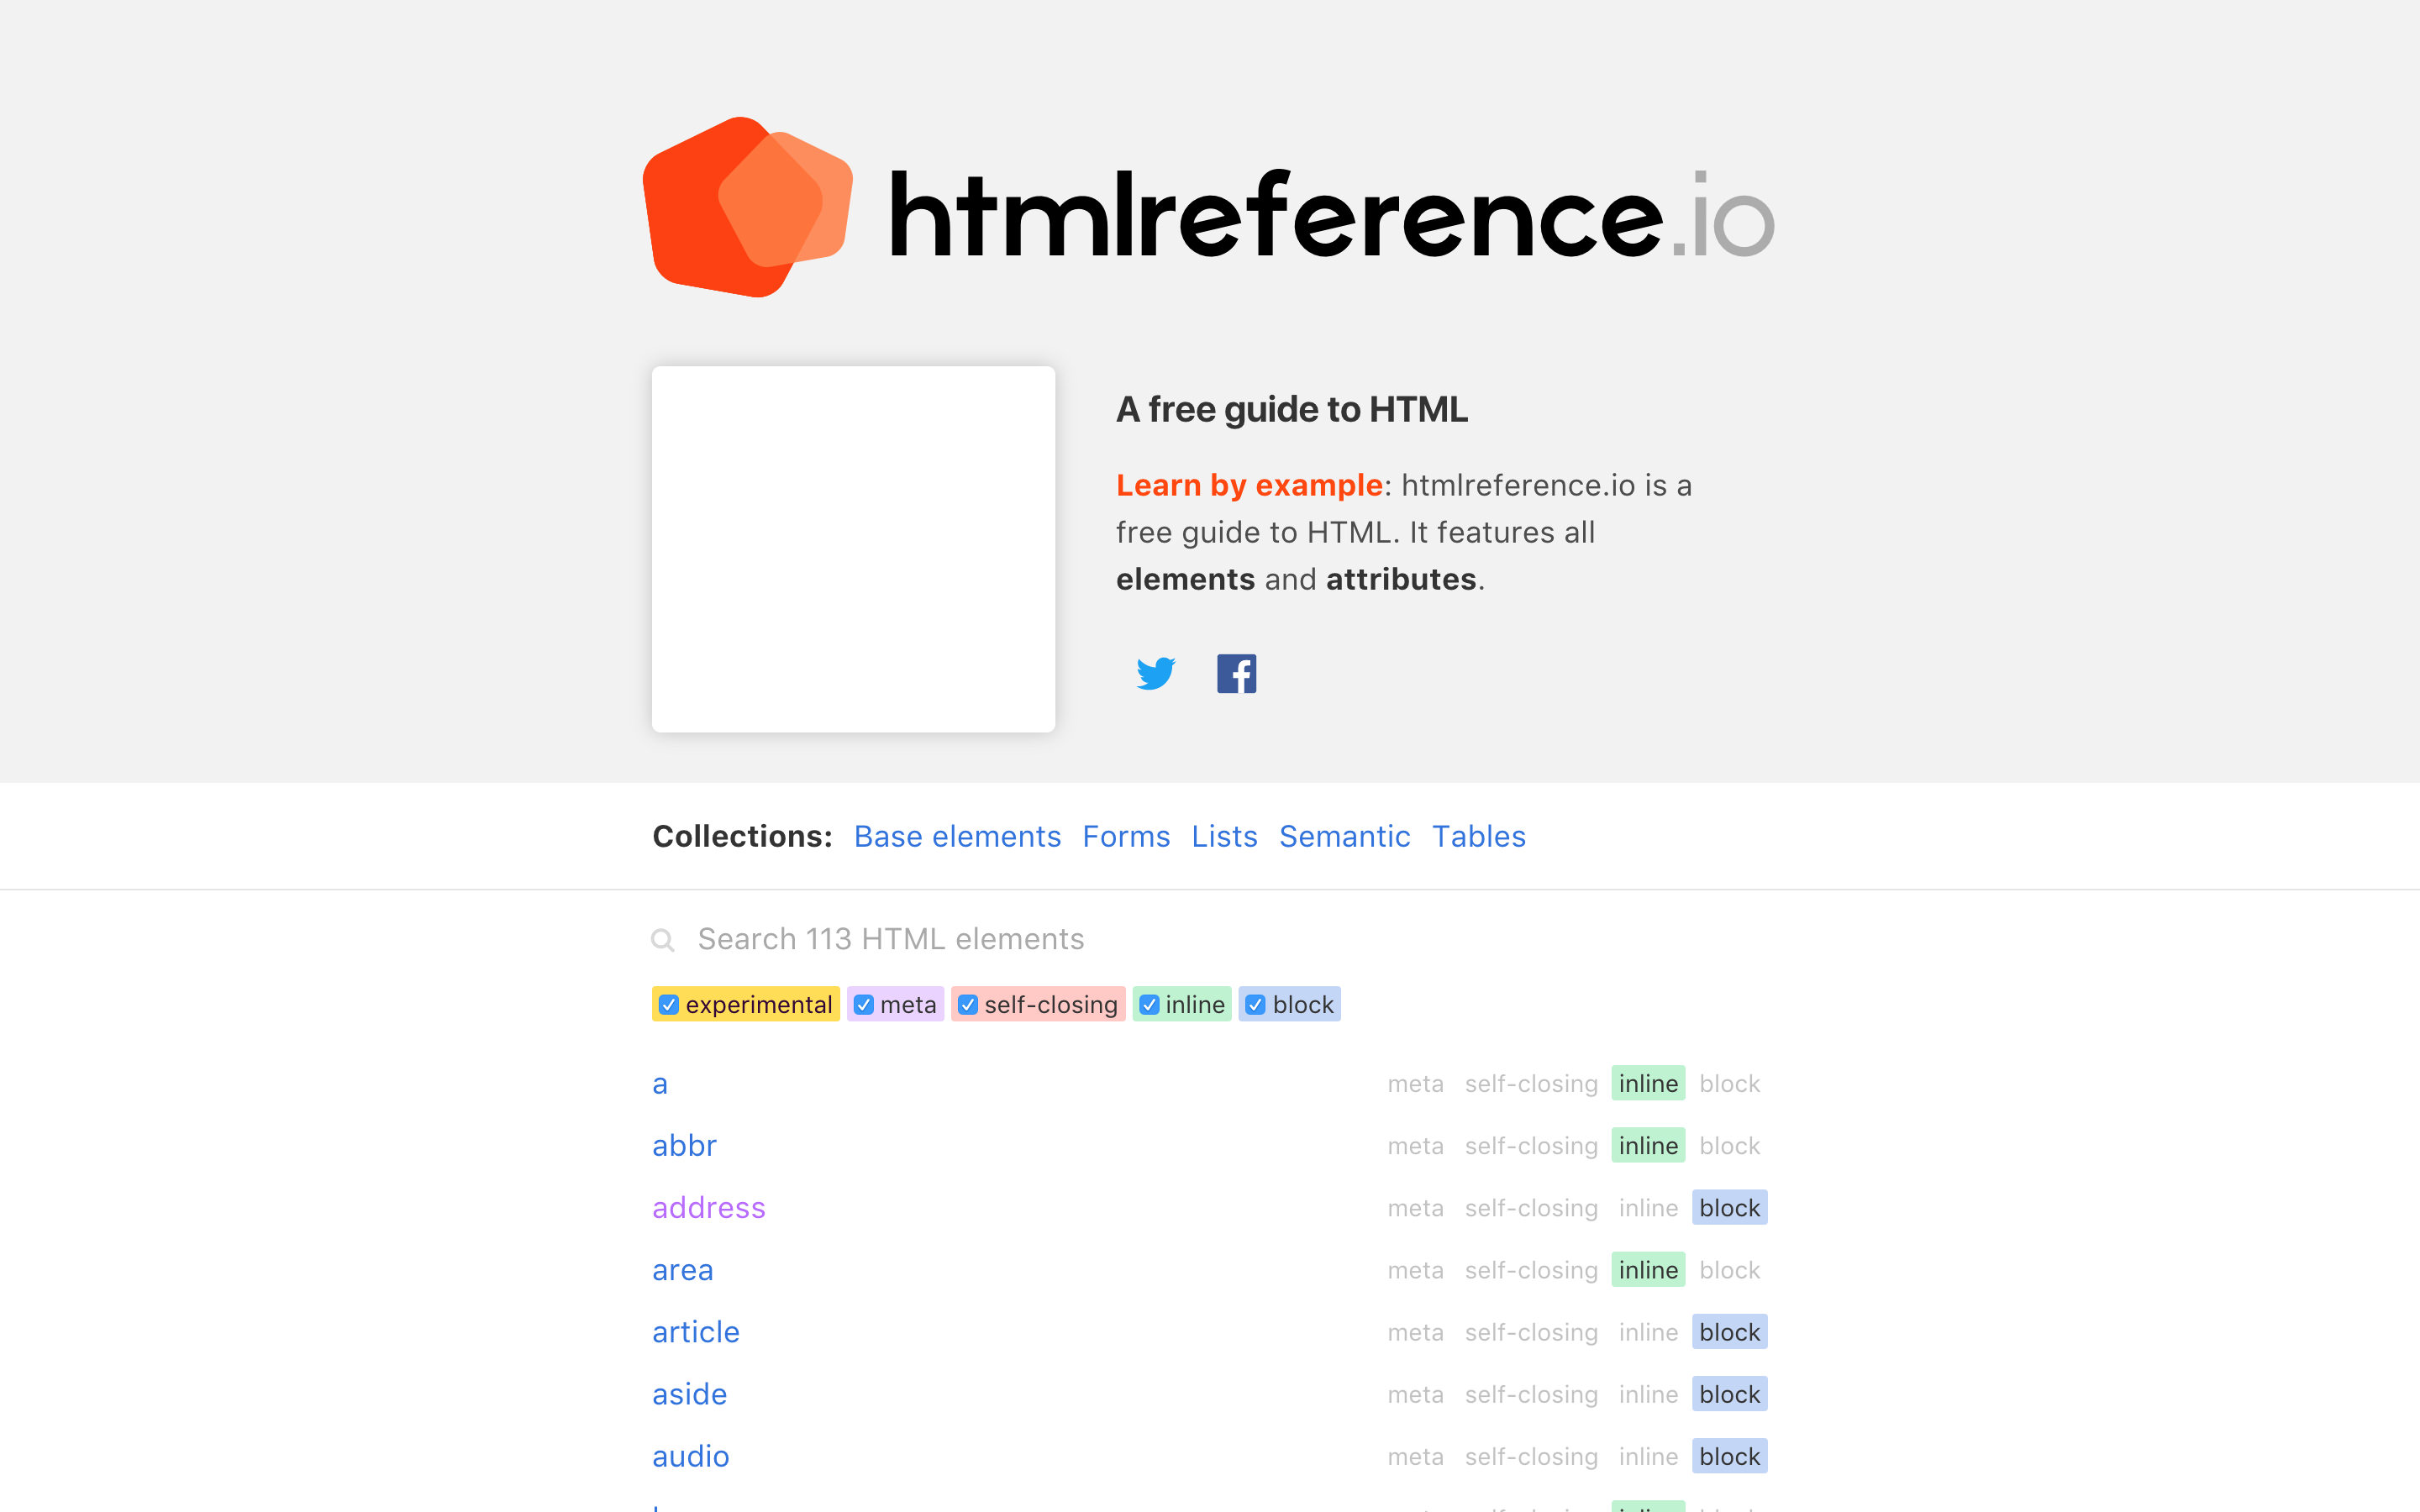 htmlreference.io
A free guide to HTML
Learn by example: htmlreference.io is a
free guide to HTML. It features all
elements and attributes.
Collections: Base elements Forms Lists Semantic Tables
Search 113 HTML elements
experimental meta self-closing inline block
a meta self-closing inline block
abbr meta self-closing inline block
address meta self-closing inline block
area meta self-closing inline block
article meta self-closing inline block
aside meta self-closing inline block
audio meta self-closing inline block